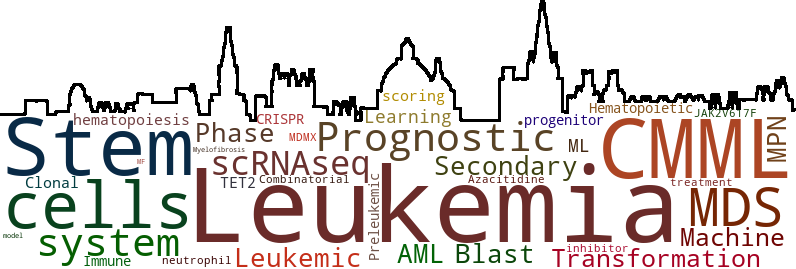 scoring
Hematopoietic
hematopoiesis
CRISPR
Learning
progenitor
JAK2V617F
Stem
Phase
MDMX
Prognostic
ML
CMML
MPN
Myelofibrosis
MF
scRNAseq
Secondary
Clonal
TET2
Combinatorial
Azacitidine
treatment
cells
Leukemia
Preleukemic
MDS
model
system
Machine
AML
Blast
inhibitor
Immune
neutrophil
Leukemic
Transformation